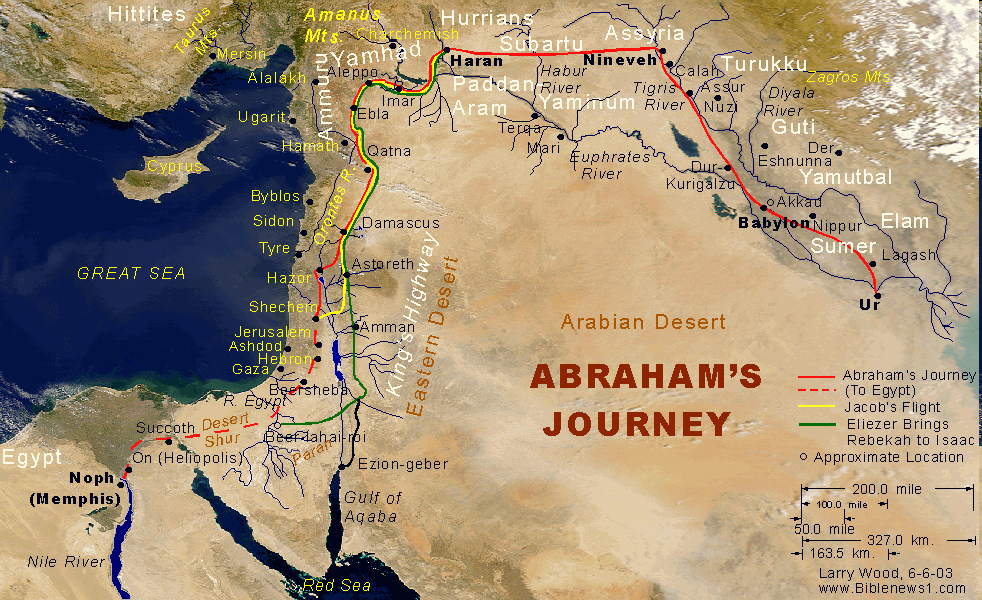 Hittites
Taurus
Mts.
Amanus
Mts.
Hurrians
Charchemish
Mersin
Yamhad
Subartu
Assyria
Haran
Nineveh
Calah
Turukku
Zagros Mts.
Alalakh
Aleppo
Imar
Paddan
Aram
Habur
River
Tigris
River
Assur
Nuzi
Diyala
River
Ammuru
Ebla
Ugarit
Yaminum
Guti
Terqa
Mari
Hamath
Qatna
Euphrates
River
Der
Eshnunna
Cyprus
Dur-
Kurigalzu
Yamutbal
Orontes R.
Byblos
Akkad
Sidon
Damascus
Babylon
Nippur
Elam
Tyre
Sumer
Lagash
GREAT SEA
Hazor
Astoreth
King's Highway
Eastern Desert
Ur
Shechem
Jerusalem
Amman
Arabian Desert
Ashdod
Hebron
Gaza
ABRAHAM'S
JOURNEY
Beersheba
R. Egypt
Abraham's Journey
(To Egypt)
Jacob's Flight
Eliezer Brings
Rebekah to Isaac
Approximate Location
Succoth
Desert
Shur
Beer-lahai-roi
Paran
Egypt
On (Heliopolis)
Ezion-geber
Noph
(Memphis)
Gulf of
Aqaba
200.0 mile
100.0 mile
50.0 mile
327.0 km.
163.5 km.
Nile River
Red Sea
Larry Wood, 6-6-03
www.Biblenews1.com